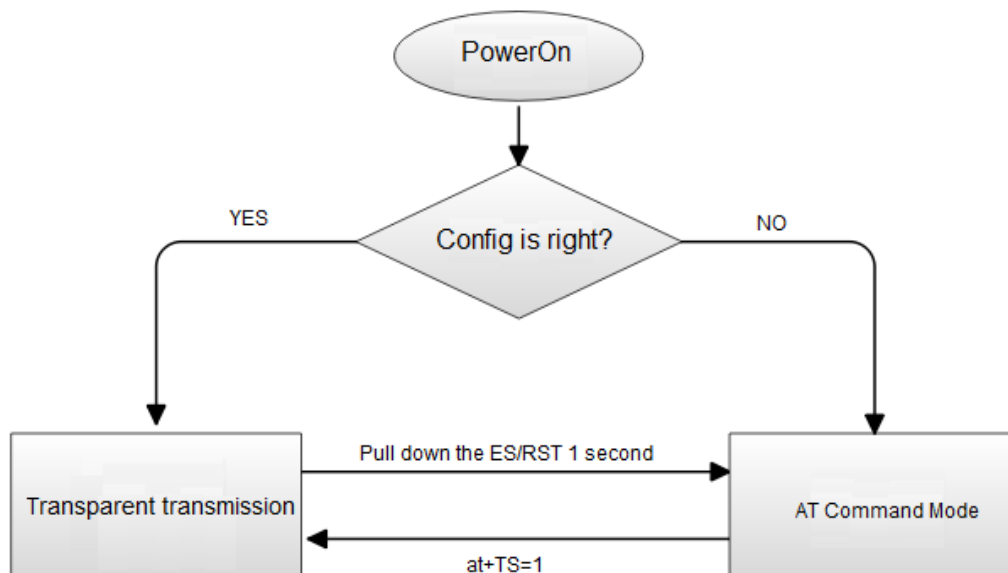 PowerOn
Config is right?
YES
NO
Pull down the ES/RST 1 second
Transparent transmission
AT Command Mode
at+TS=1